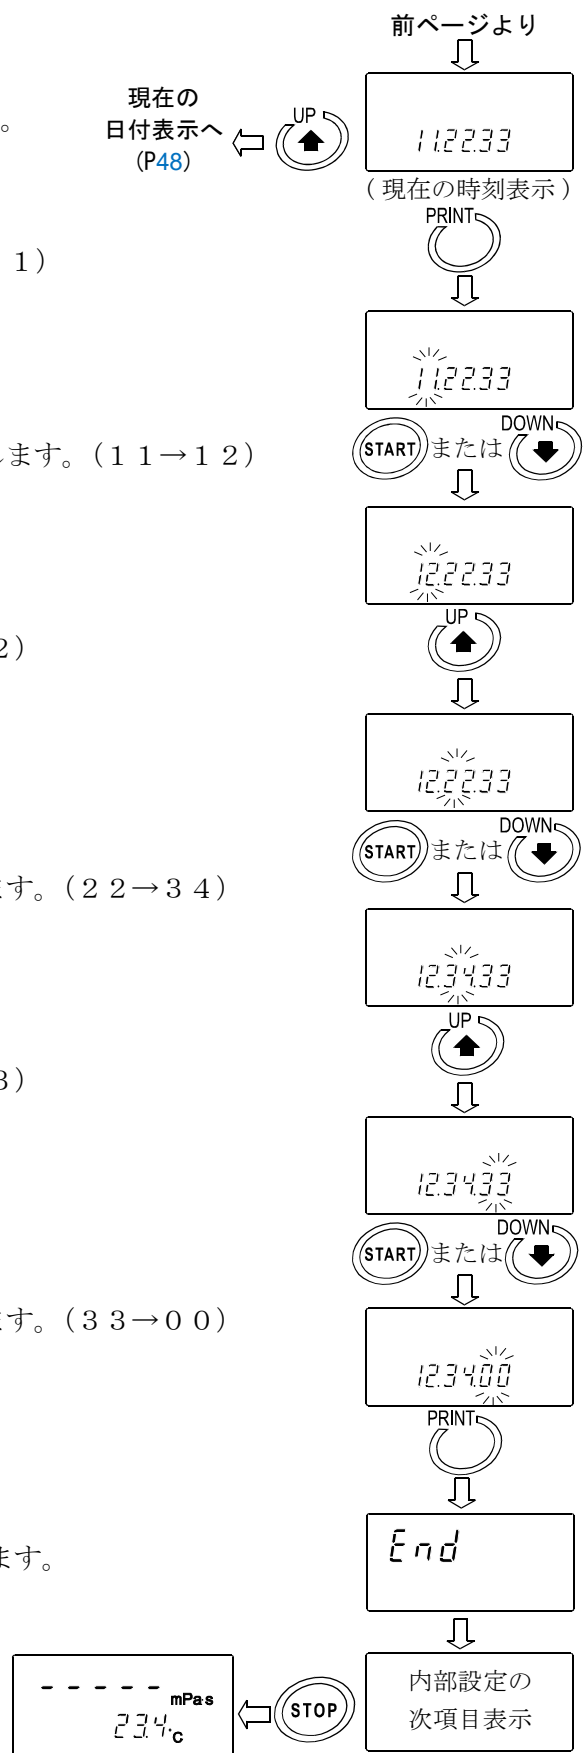 前ページより
現在の
日付表示へ
(P48)
UP
11.22.33
(現在の時刻表示)
。
PRINT
1)
11.22.33
START または DOWN
します。(11→12)
12.22.33
UP
2)
12.22.33
START または DOWN
ます。(22→34)
12.34.33
UP
3)
12.34.33
START または DOWN
ます。(33→00)
12.34.00
PRINT
End
ます。
内部設定の
次項目表示
STOP
- - - - - mPa·s
23.4 °C